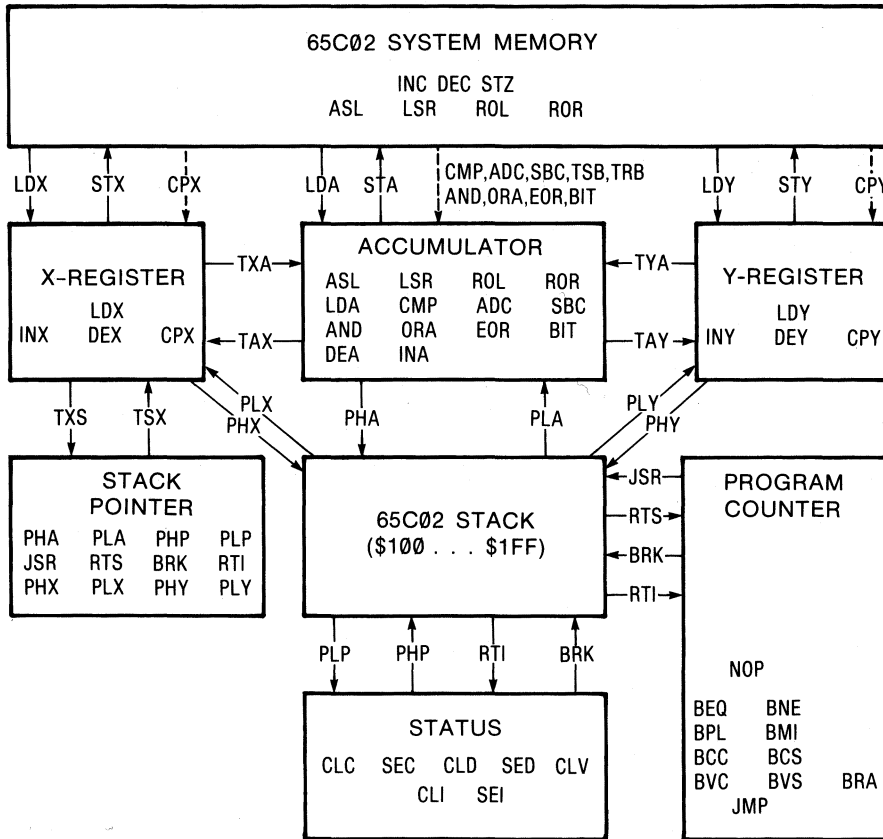 65C02 SYSTEM MEMORY
INC DEC STZ
ASL LSR ROL ROR
LDX STX CPX LDA STA CMP,ADC,SBC,TSB,TRB LDY STY CPY
AND,ORA,EOR,BIT
X-REGISTER
LDX
INX DEX CPX
TXA
TAX
ACCUMULATOR
ASL LSR ROL ROR
LDA CMP ADC SBC
AND ORA EOR BIT
DEA INA
TYA
TAY
Y-REGISTER
LDY
INY DEY CPY
TXS TSX PLX
PHX
PHA PLA PLY
PHY
STACK
POINTER
PHA PLA PHP PLP
JSR RTS BRK RTI
PHX PLX PHY PLY
65C02 STACK
($100 . . . $1FF)
JSR
RTS
BRK
RTI
PROGRAM
COUNTER
NOP
BEQ BNE
BPL BMI
BCC BCS
BVC BVS BRA
JMP
PLP PHP RTI BRK
STATUS
CLC SEC CLD SED CLV
CLI SEI